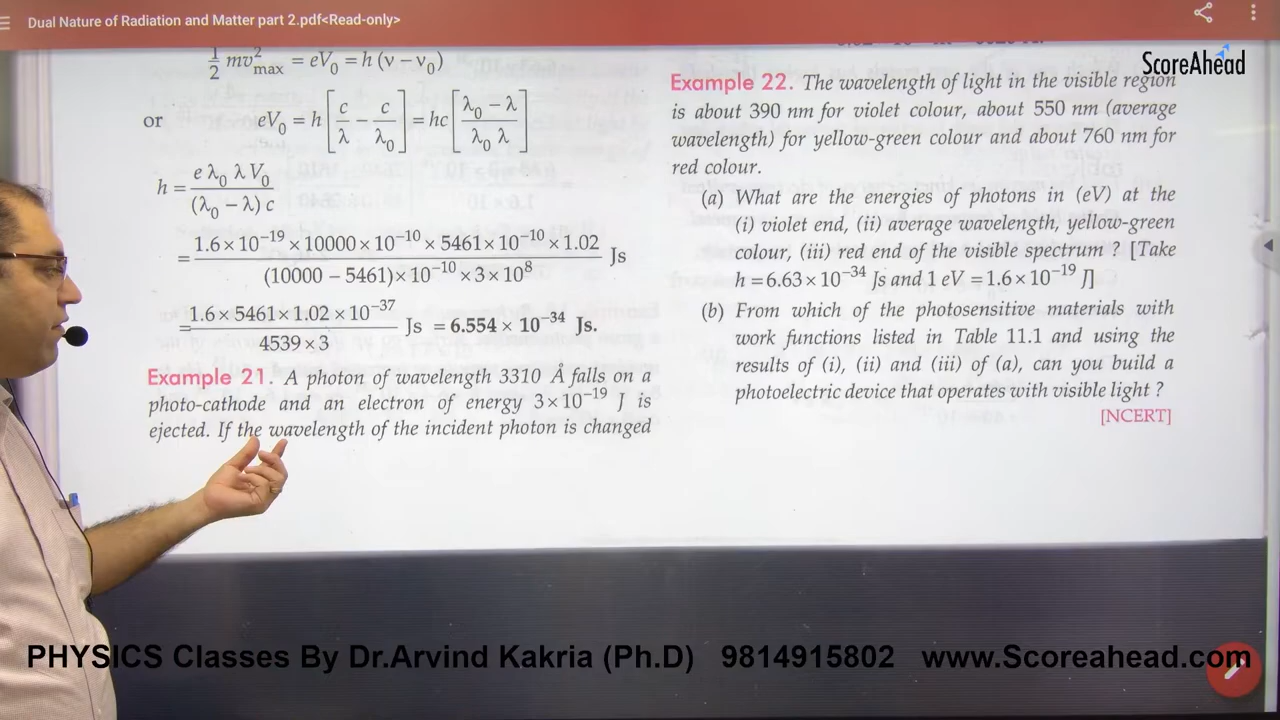 Dual Nature of Radiation and Matter part 2.pdf<Read-only>
ScoreAhead
1/2 mv²max = eV₀ = h (ν − ν₀)
or eV₀ = h [c/λ − c/λ₀] = hc [(λ₀ − λ)/(λ₀ λ)]
h = (e λ₀ λ V₀)/((λ₀ − λ) c)
= (1.6×10⁻¹⁹ ×10000×10⁻¹⁰ ×5461×10⁻¹⁰ ×1.02)/((10000 − 5461)×10⁻¹⁰ ×3×10⁸) Js
= (1.6×5461×1.02×10⁻³⁷)/(4539×3) Js = 6.554 × 10⁻³⁴ Js.
Example 21. A photon of wavelength 3310 Å falls on a
photo-cathode and an electron of energy 3×10⁻¹⁹ J is
ejected. If the wavelength of the incident photon is changed
Example 22. The wavelength of light in the visible region
is about 390 nm for violet colour, about 550 nm (average
wavelength) for yellow-green colour and about 760 nm for
red colour.
(a) What are the energies of photons in (eV) at the
(i) violet end, (ii) average wavelength, yellow-green
colour, (iii) red end of the visible spectrum ? [Take
h = 6.63×10⁻³⁴ Js and 1 eV = 1.6×10⁻¹⁹ J]
(b) From which of the photosensitive materials with
work functions listed in Table 11.1 and using the
results of (i), (ii) and (iii) of (a), can you build a
photoelectric device that operates with visible light ?
[NCERT]
PHYSICS Classes By Dr.Arvind Kakria (Ph.D) 9814915802 www.Scoreahead.com